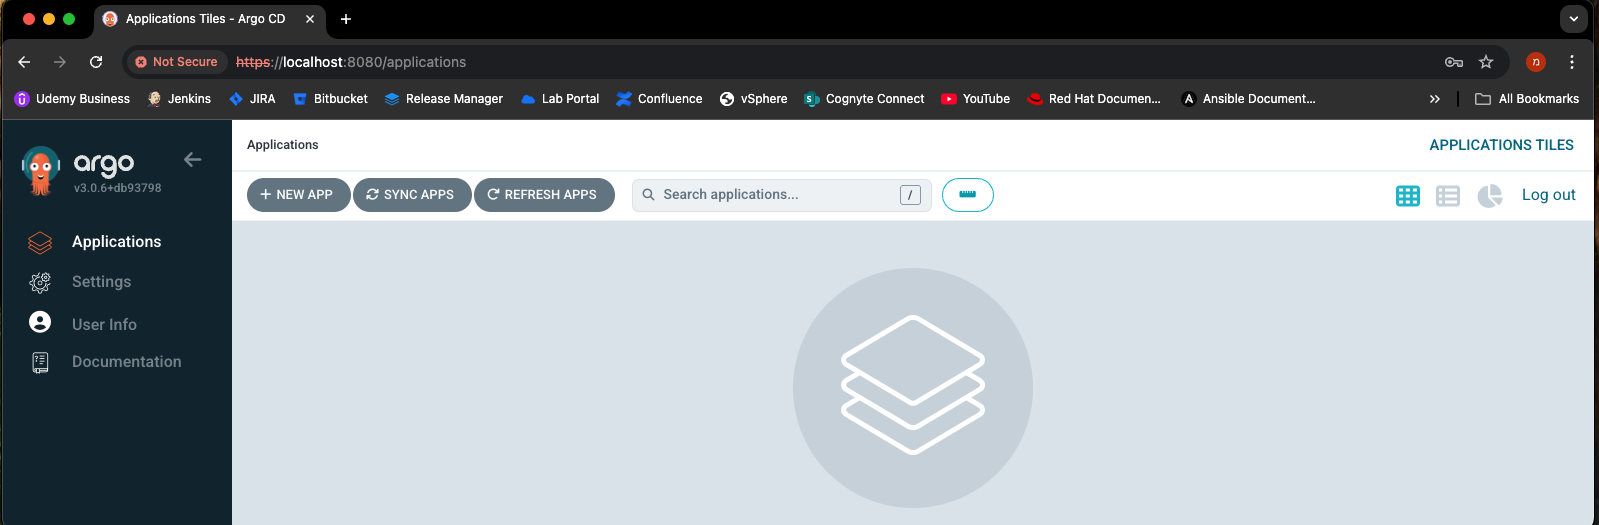 Applications Tiles - Argo CD
Not Secure https://localhost:8080/applications
מ
Udemy Business Jenkins JIRA Bitbucket Release Manager Lab Portal Confluence vSphere Cognyte Connect YouTube Red Hat Documen... Ansible Document... All Bookmarks
argo
v3.0.6+db93798
Applications
Settings
User Info
Documentation
Applications APPLICATIONS TILES
NEW APP SYNC APPS REFRESH APPS Search applications... / Log out